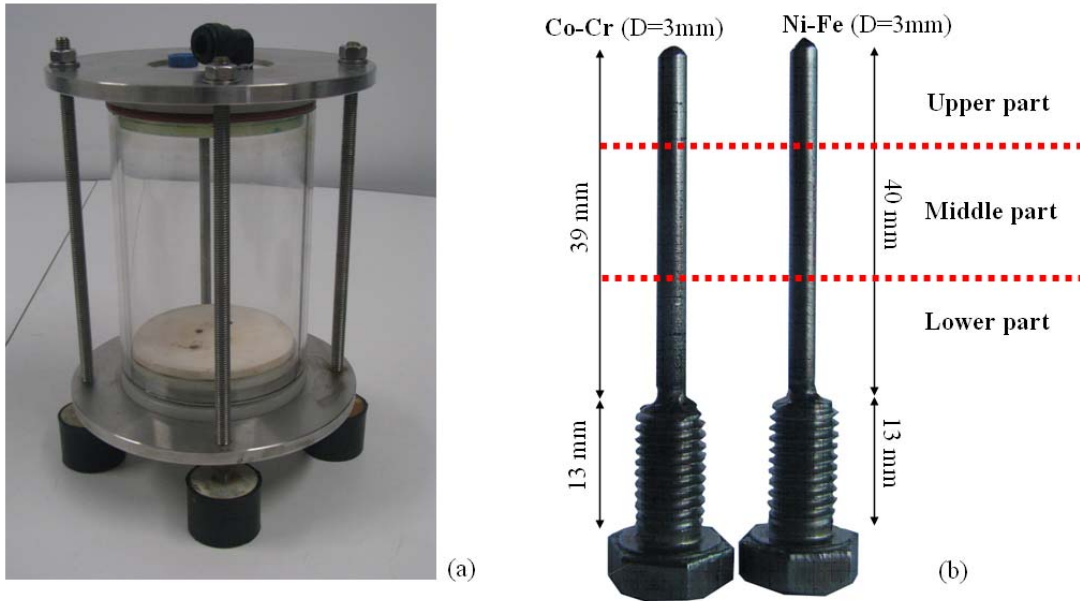 Co-Cr (D=3mm)
Ni-Fe (D=3mm)
Upper part
39 mm
40 mm
Middle part
Lower part
13 mm
13 mm
(a)
(b)